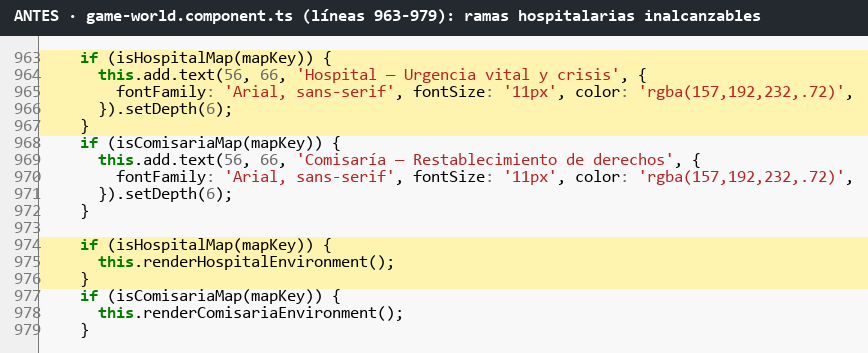 ANTES · game-world.component.ts (líneas 963-979): ramas hospitalarias inalcanzables
963     if (isHospitalMap(mapKey)) {
964       this.add.text(56, 66, 'Hospital — Urgencia vital y crisis', {
965         fontFamily: 'Arial, sans-serif', fontSize: '11px', color: 'rgba(157,192,232,.72)',
966       }).setDepth(6);
967     }
968     if (isComisariaMap(mapKey)) {
969       this.add.text(56, 66, 'Comisaría — Restablecimiento de derechos', {
970         fontFamily: 'Arial, sans-serif', fontSize: '11px', color: 'rgba(157,192,232,.72)',
971       }).setDepth(6);
972     }
973
974     if (isHospitalMap(mapKey)) {
975       this.renderHospitalEnvironment();
976     }
977     if (isComisariaMap(mapKey)) {
978       this.renderComisariaEnvironment();
979     }